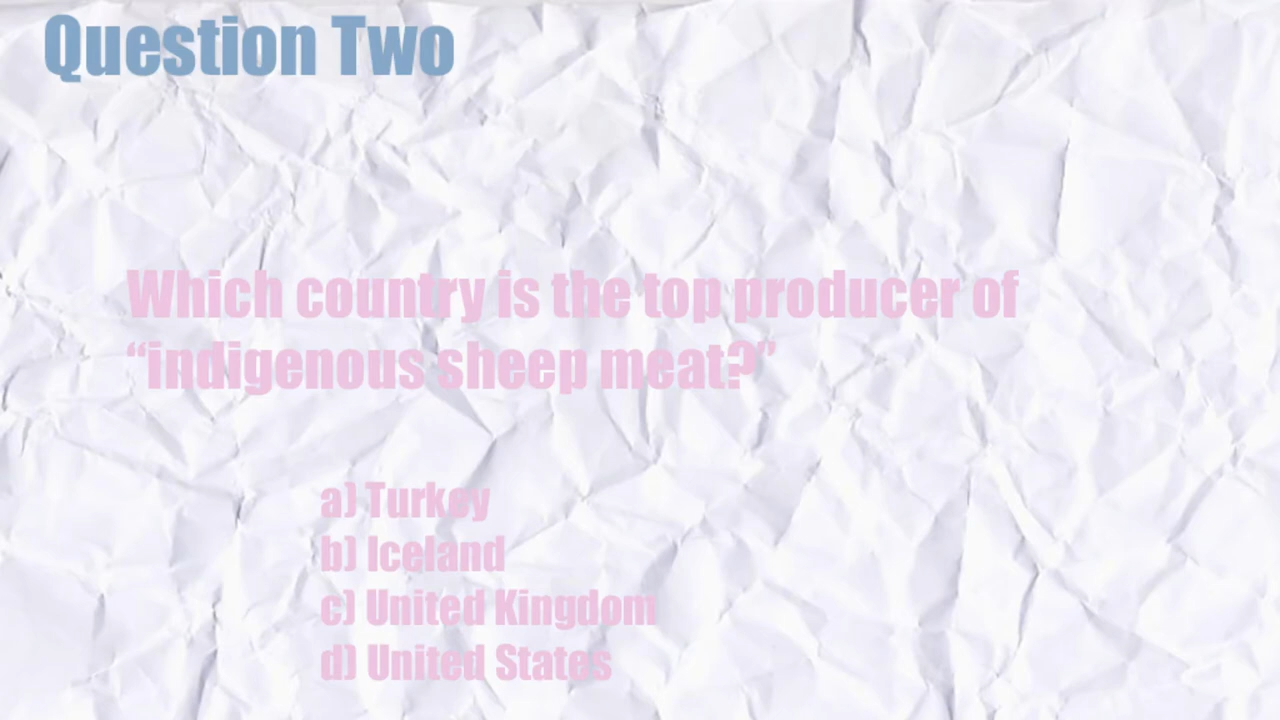 Question Two
Which country is the top producer of
“indigenous sheep meat?”
a) Turkey
b) Iceland
c) United Kingdom
d) United States